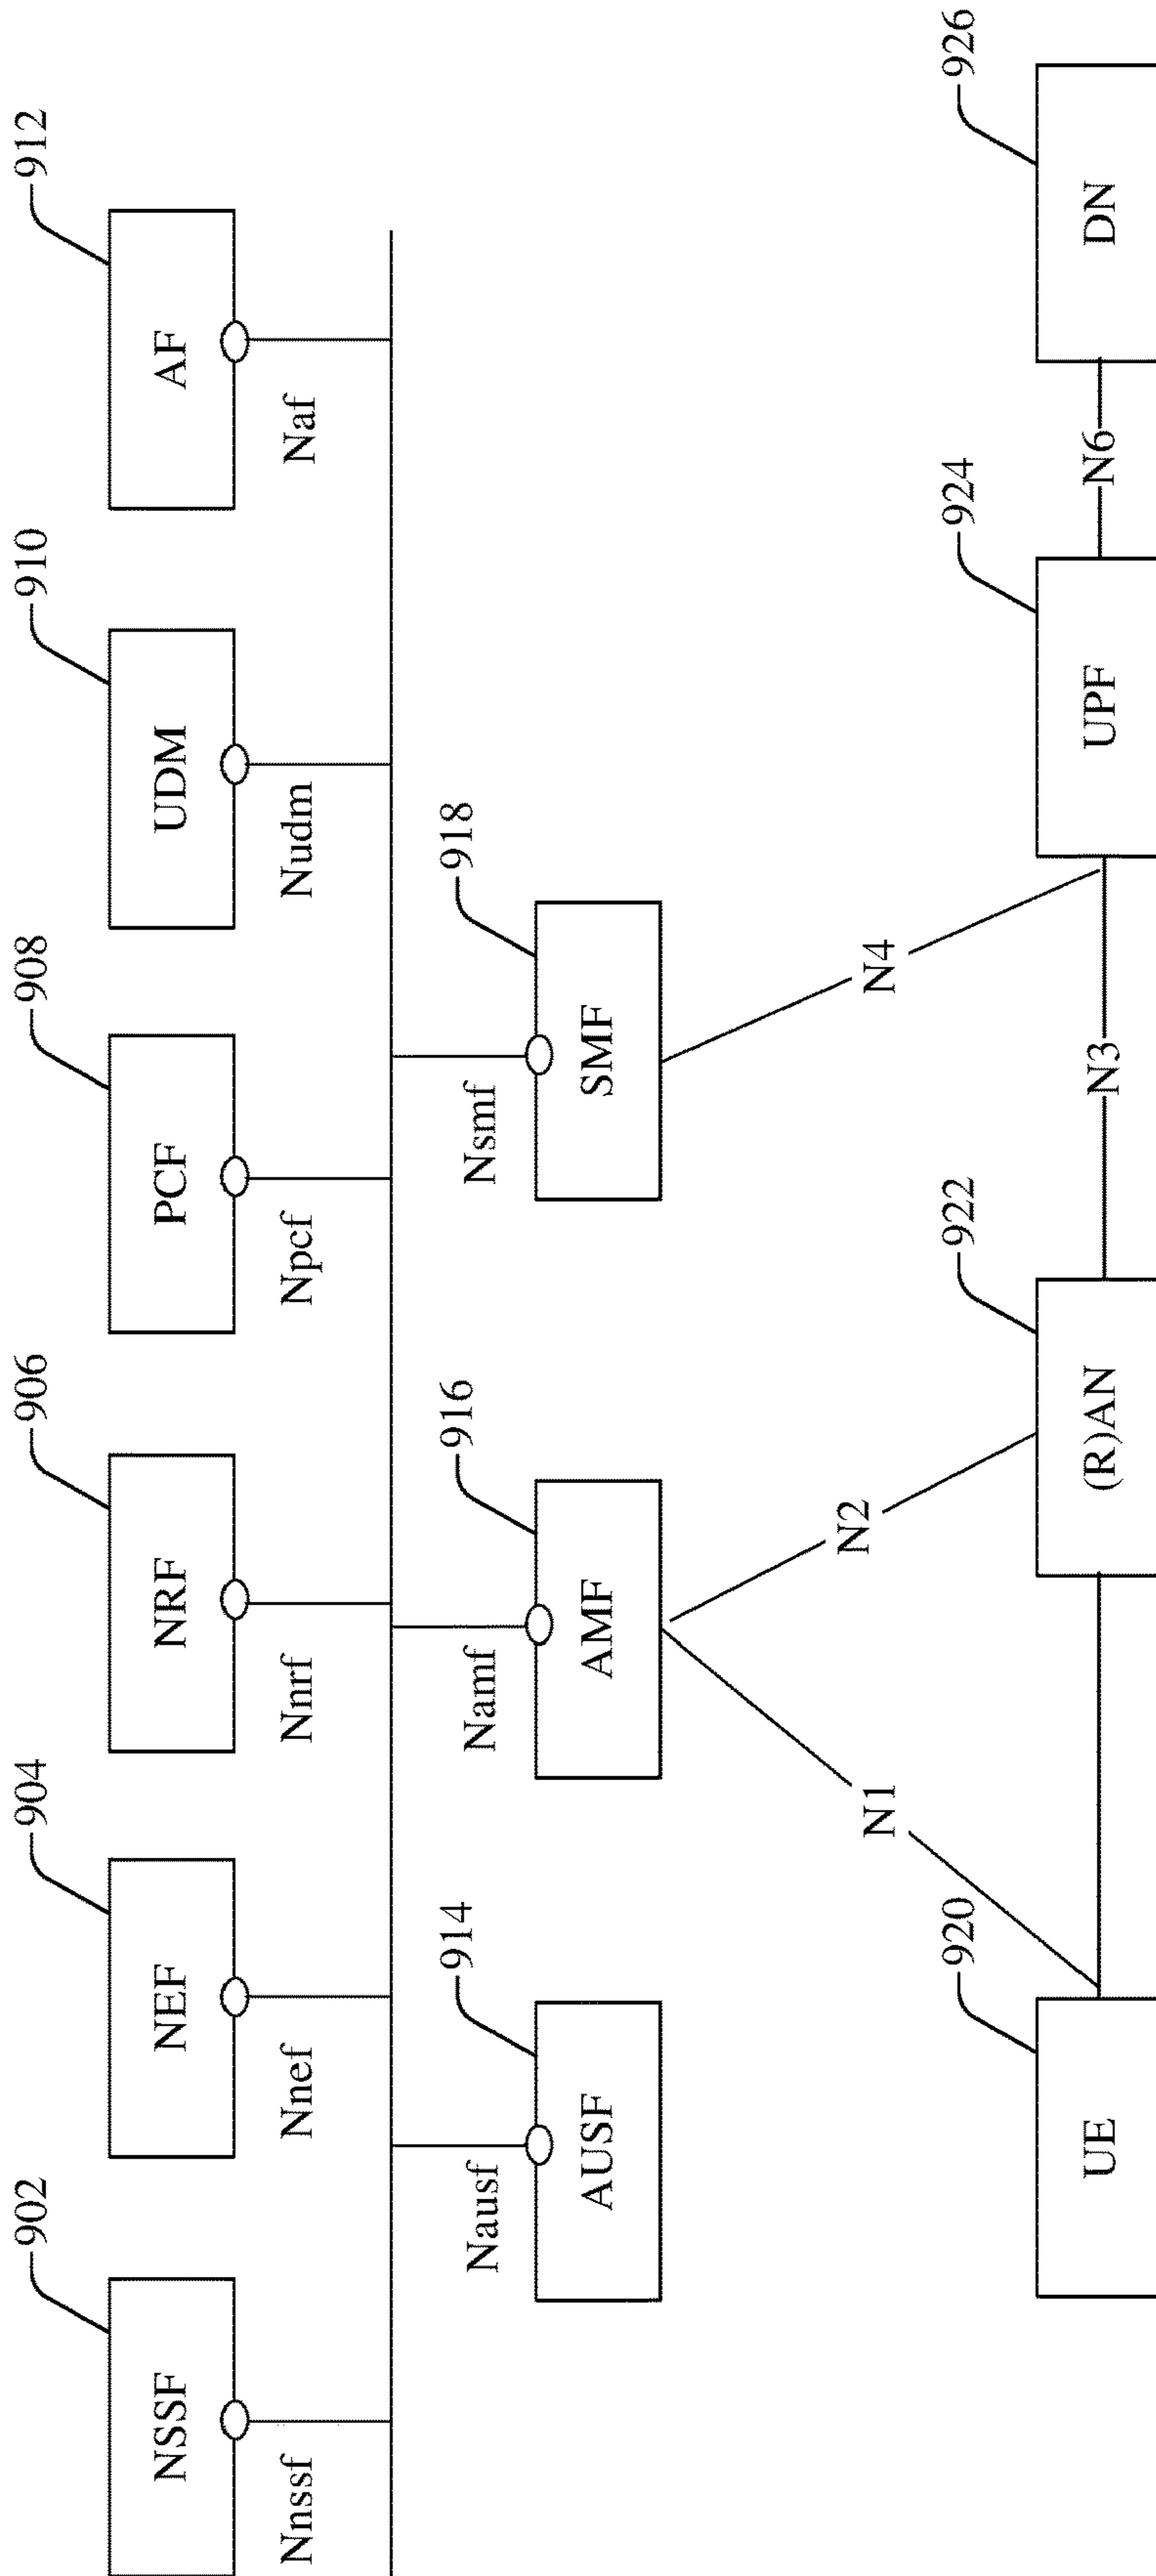 902
904
906
908
910
912
NSSF
NEF
NRF
PCF
UDM
AF
Nnssf
Nnef
Nnrf
Npcf
Nudm
Naf
Nausf
Namf
Nsmf
914
916
918
AUSF
AMF
SMF
N1
N2
N4
920
922
924
926
UE
(R)AN
N3
UPF
N6
DN